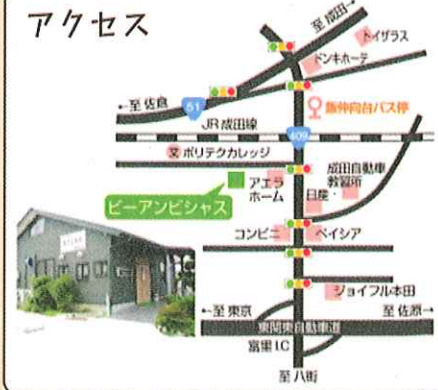 アクセス
至 成田→
トイザラス
ドンキホーテ
←至 佐倉
51
飯仲向台バス停
JR 成田線
409
文 ポリテクカレッジ
成田自動車
教習所
アエラ
ホーム
日産
ビーアンビシャス
コンビニ
ベイシア
ジョイフル本田
←至 東京
至 佐原→
東関東自動車道
富里 I.C
至 八街